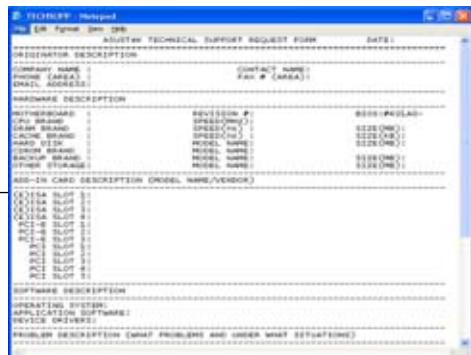 TECHSUPP - Notepad
File Edit Format View Help
ASUSTeK TECHNICAL SUPPORT REQUEST FORM DATE:
ORIGINATOR DESCRIPTION
COMPANY NAME : CONTACT NAME:
PHONE (AREA) : FAX # (AREA):
EMAIL ADDRESS:
HARDWARE DESCRIPTION
MOTHERBOARD : REVISION #: BIOS:
CPU BRAND : SPEED(MHz):
DRAM BRAND : SPEED(ns) : SIZE(MB):
CACHE BRAND : SPEED(ns) : SIZE(KB):
HARD DISK : MODEL NAME: SIZE(MB):
CDROM BRAND : MODEL NAME:
BACKUP BRAND : MODEL NAME: SIZE(MB):
OTHER STORAGE: MODEL NAME: SIZE(MB):
ADD-IN CARD DESCRIPTION (MODEL NAME/VENDOR)
(E)ISA SLOT 1:
(E)ISA SLOT 2:
(E)ISA SLOT 3:
(E)ISA SLOT 4:
PCI-E SLOT 1:
PCI-E SLOT 2:
PCI-E SLOT 3:
PCI SLOT 1:
PCI SLOT 2:
PCI SLOT 3:
PCI SLOT 4:
PCI SLOT 5:
SOFTWARE DESCRIPTION
OPERATING SYSTEM:
APPLICATION SOFTWARE:
DEVICE DRIVERS:
PROBLEM DESCRIPTION (WHAT PROBLEMS AND UNDER WHAT SITUATIONS)